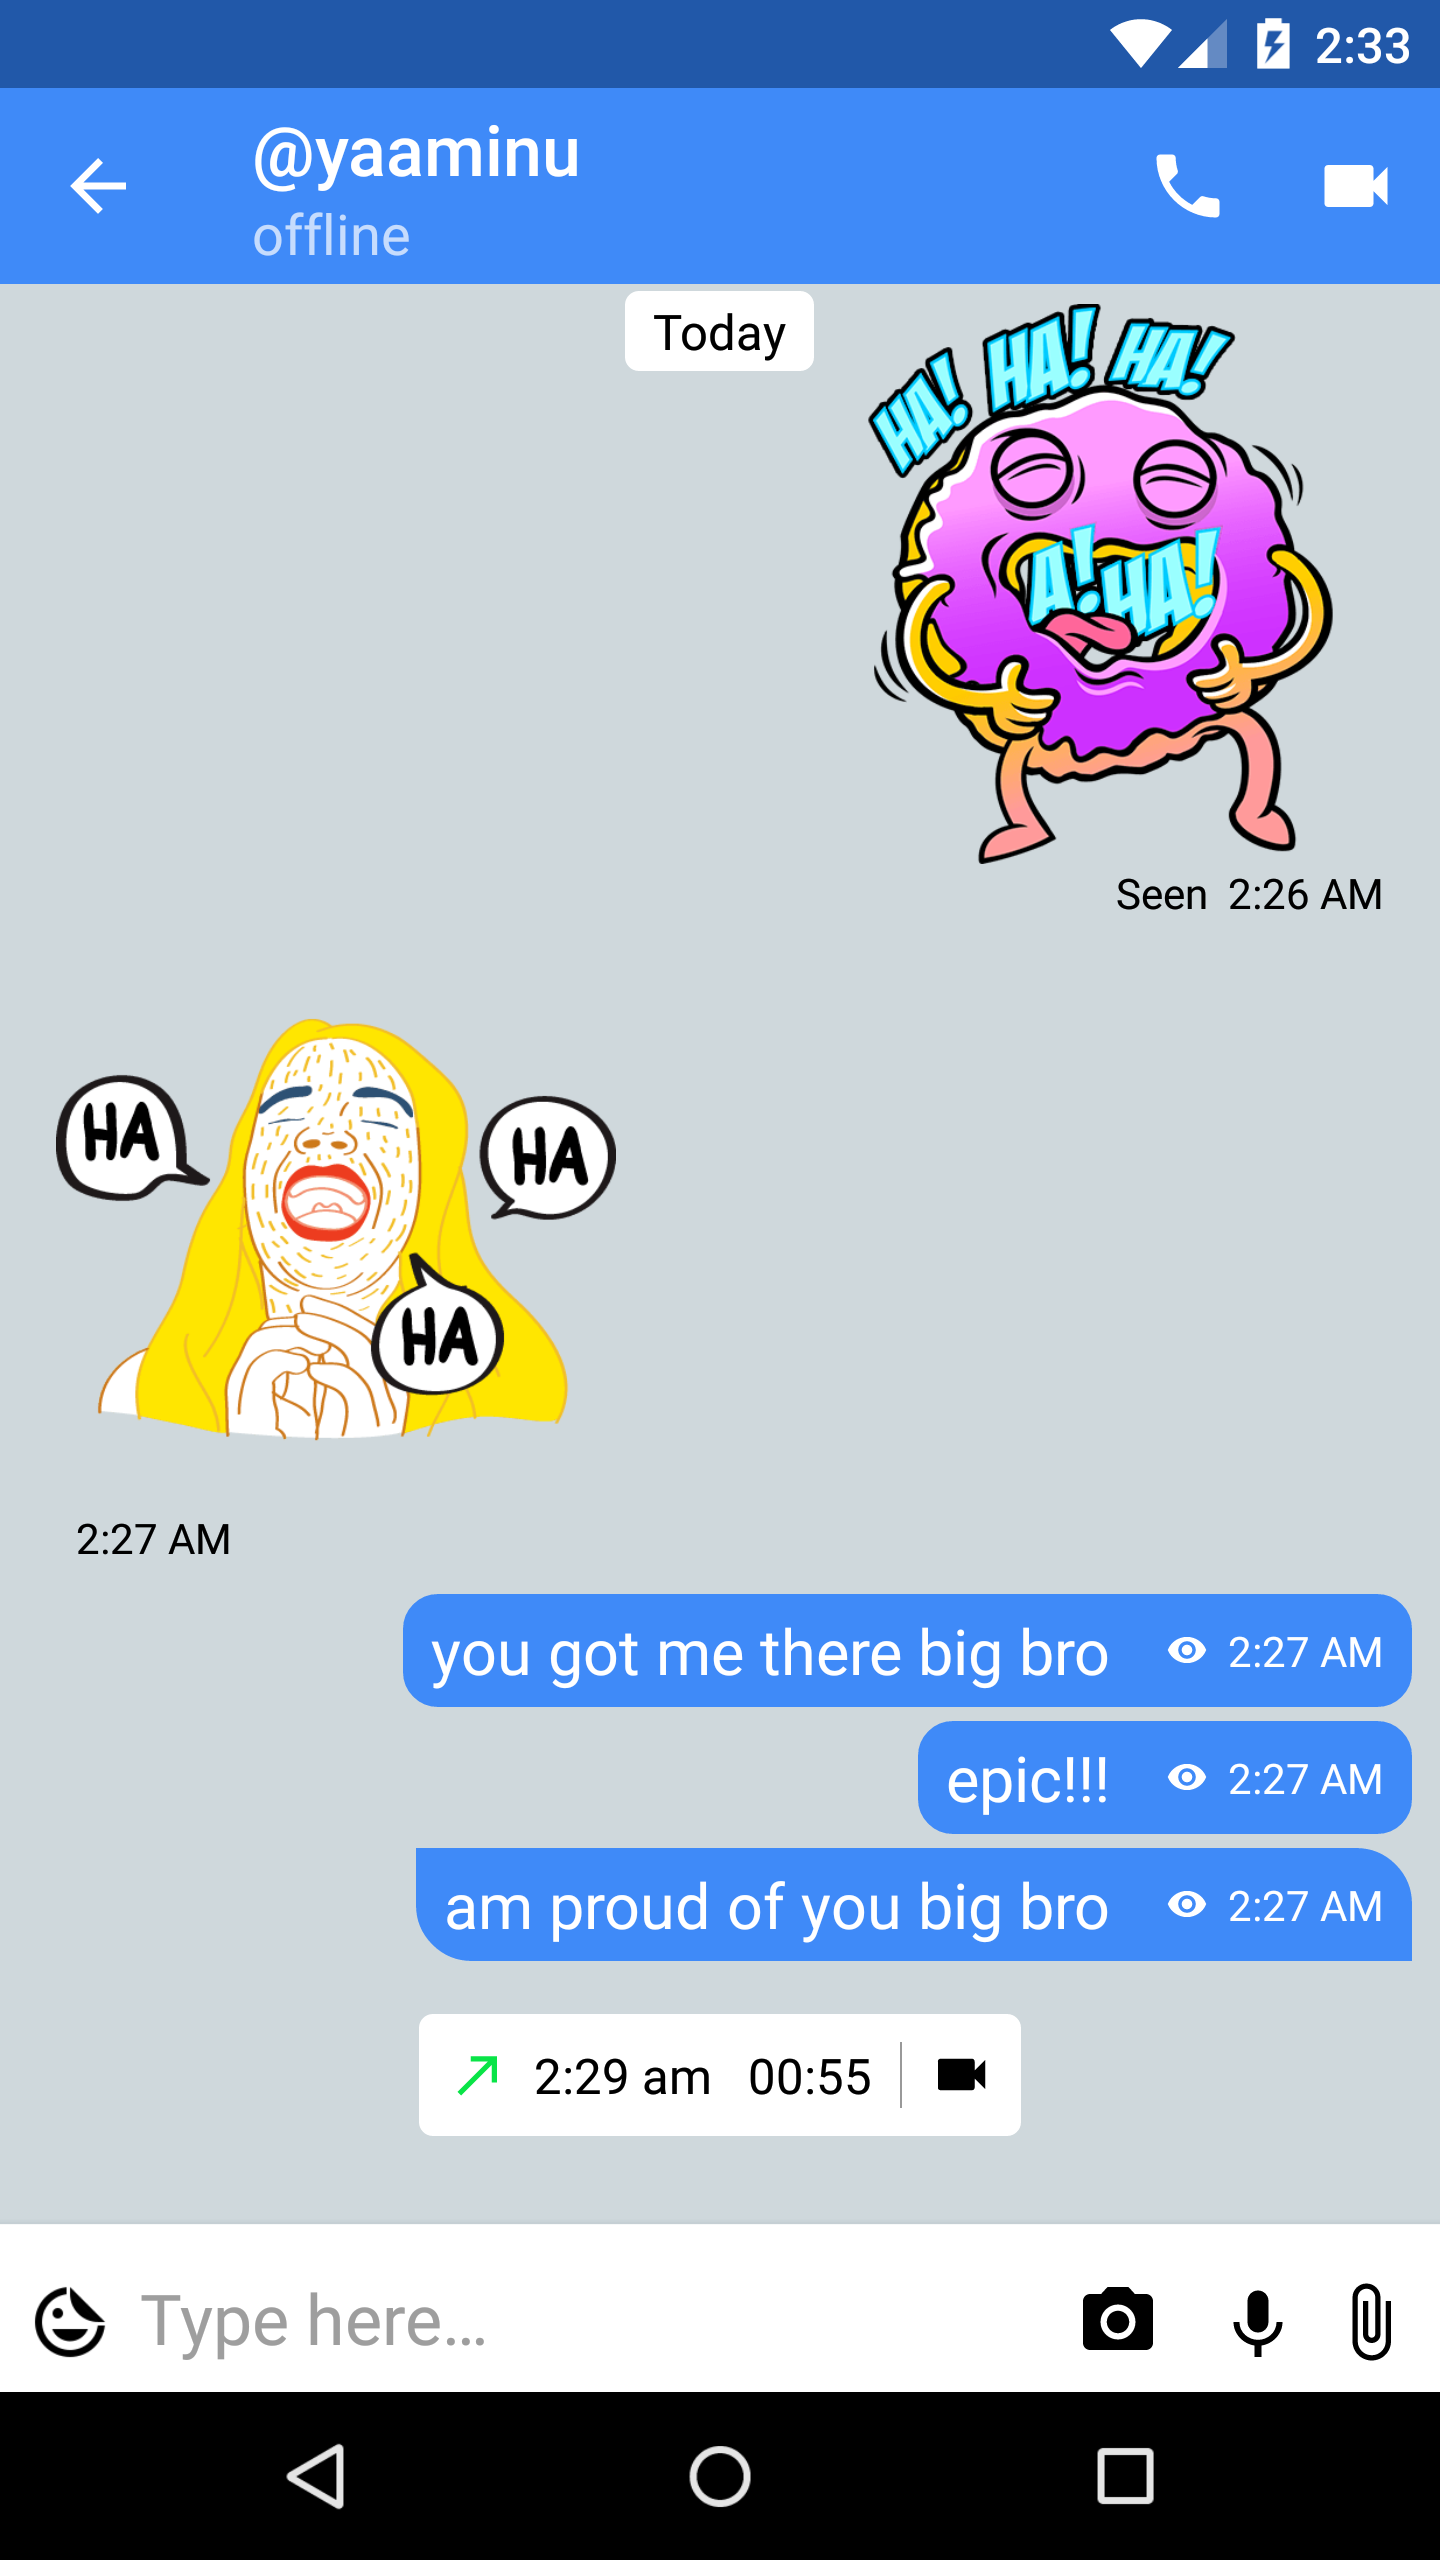 2:33
@yaaminu
offline
Today
HA! HA! HA!
A! HA!
Seen 2:26 AM
HA
HA
HA
2:27 AM
you got me there big bro 2:27 AM
epic!!! 2:27 AM
am proud of you big bro 2:27 AM
2:29 am 00:55
Type here...